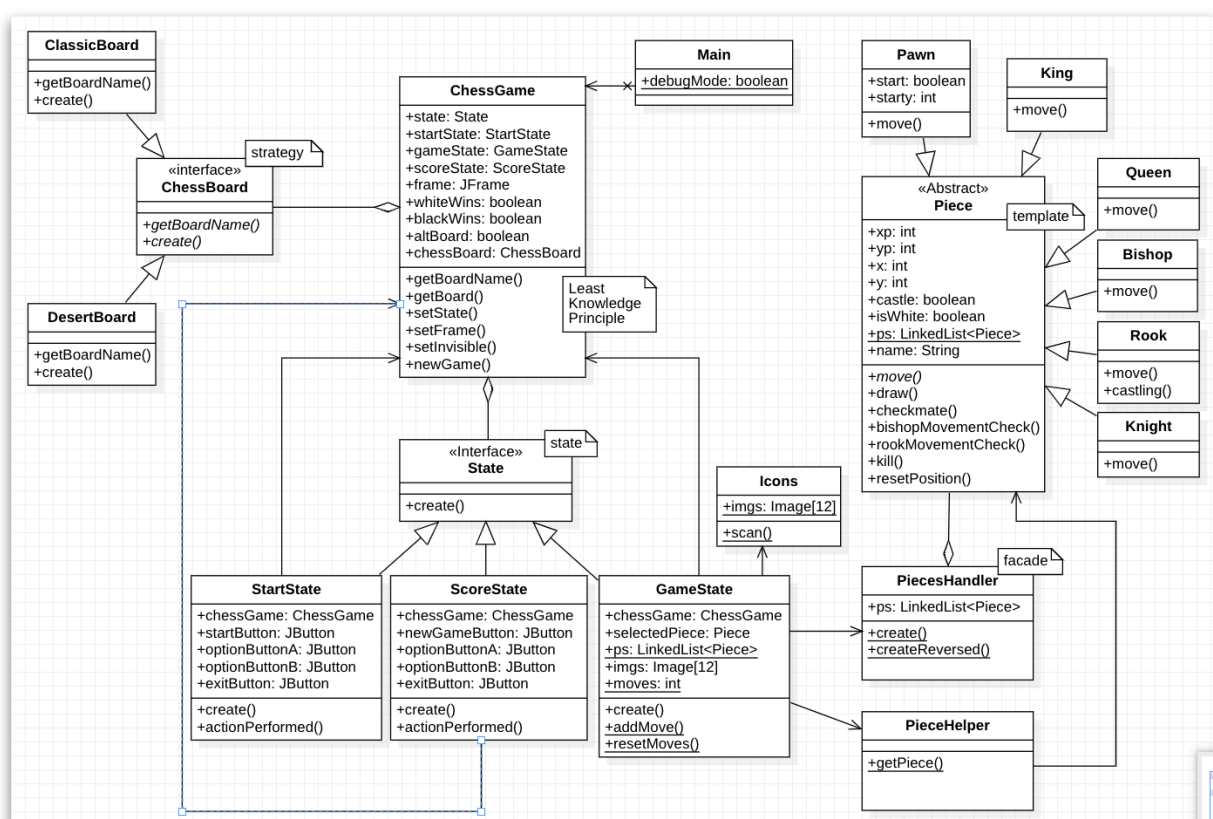 ClassicBoard
+getBoardName()
+create()
«interface»
ChessBoard
+getBoardName()
+create()
strategy
DesertBoard
+getBoardName()
+create()
ChessGame
+state: State
+startState: StartState
+gameState: GameState
+scoreState: ScoreState
+frame: JFrame
+whiteWins: boolean
+blackWins: boolean
+altBoard: boolean
+chessBoard: ChessBoard
+getBoardName()
+getBoard()
+setState()
+setFrame()
+setInvisible()
+newGame()
Least
Knowledge
Principle
Main
+debugMode: boolean
«Interface»
State
+create()
state
StartState
+chessGame: ChessGame
+startButton: JButton
+optionButtonA: JButton
+optionButtonB: JButton
+exitButton: JButton
+create()
+actionPerformed()
ScoreState
+chessGame: ChessGame
+newGameButton: JButton
+optionButtonA: JButton
+optionButtonB: JButton
+exitButton: JButton
+create()
+actionPerformed()
GameState
+chessGame: ChessGame
+selectedPiece: Piece
+ps: LinkedList<Piece>
+imgs: Image[12]
+moves: int
+create()
+addMove()
+resetMoves()
Icons
+imgs: Image[12]
+scan()
Pawn
+start: boolean
+starty: int
+move()
King
+move()
«Abstract»
Piece
+xp: int
+yp: int
+x: int
+y: int
+castle: boolean
+isWhite: boolean
+ps: LinkedList<Piece>
+name: String
+move()
+draw()
+checkmate()
+bishopMovementCheck()
+rookMovementCheck()
+kill()
+resetPosition()
template
Queen
+move()
Bishop
+move()
Rook
+move()
+castling()
Knight
+move()
PiecesHandler
+ps: LinkedList<Piece>
+create()
+createReversed()
facade
PieceHelper
+getPiece()